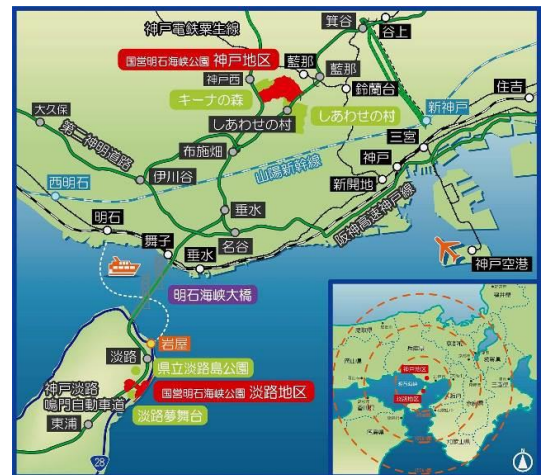 神戸電鉄粟生線
箕谷
谷上
国営明石海峡公園 神戸地区
藍那
神戸西
藍那
鈴蘭台
住吉
キーナの森
新神戸
大久保
しあわせの村
しあわせの村
三宮
第二神明道路
布施畑
神戸
山陽新幹線
西明石
伊川谷
新開地
垂水
阪神高速神戸線
明石
舞子
垂水
名谷
神戸空港
明石海峡大橋
岩屋
淡路
県立淡路島公園
神戸淡路
鳴門自動車道
国営明石海峡公園 淡路地区
淡路夢舞台
東浦
28
神戸地区
淡路地区